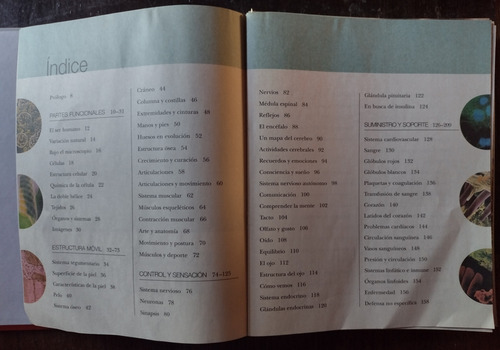 Índice
Prólogo 8
PARTES FUNCIONALES 10–31
El ser humano 12
Variación natural 14
Bajo el microscopio 16
Células 18
Estructura celular 20
Química de la célula 22
La doble hélice 24
Tejidos 26
Órganos y sistemas 28
Imágenes 30
ESTRUCTURA MÓVIL 32–73
Sistema tegumentario 34
Superficie de la piel 36
Características de la piel 38
Pelo 40
Sistema óseo 42
Cráneo 44
Columna y costillas 46
Extremidades y cinturas 48
Manos y pies 50
Huesos en evolución 52
Estructura ósea 54
Crecimiento y curación 56
Articulaciones 58
Articulaciones y movimiento 60
Sistema muscular 62
Músculos esqueléticos 64
Contracción muscular 66
Arte y anatomía 68
Movimiento y postura 70
Músculos y deporte 72
CONTROL Y SENSACIÓN 74–125
Sistema nervioso 76
Neuronas 78
Sinapsis 80
Nervios 82
Médula espinal 84
Reflejos 86
El encéfalo 88
Un mapa del cerebro 90
Actividades cerebrales 92
Recuerdos y emociones 94
Consciencia y sueño 96
Sistema nervioso autónomo 98
Comunicación 100
Comprender la mente 102
Tacto 104
Olfato y gusto 106
Oído 108
Equilibrio 110
El ojo 112
Estructura del ojo 114
Cómo vemos 116
Sistema endocrino 118
Glándulas endocrinas 120
Glándula pituitaria 122
En busca de insulina 124
SUMINISTRO Y SOPORTE 126–209
Sistema cardiovascular 128
Sangre 130
Glóbulos rojos 132
Glóbulos blancos 134
Plaquetas y coagulación 136
Transfusión de sangre 138
Corazón 140
Latidos del corazón 142
Problemas cardíacos 144
Circulación sanguínea 146
Vasos sanguíneos 148
Presión y circulación 150
Sistemas linfático e inmune 152
Órganos linfoides 154
Enfermedad 156
Defensa no específica 158